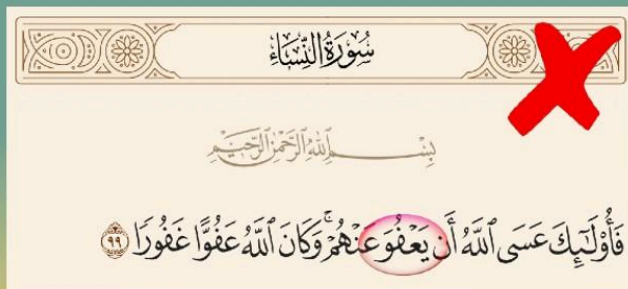 سُورَةُ النِّسَاءِ
بِسْمِ ٱللَّهِ ٱلرَّحْمَٰنِ ٱلرَّحِيمِ
فَأُو۟لَٰٓئِكَ عَسَى ٱللَّهُ أَن يَعْفُوَ عَنْهُمْ ۚ وَكَانَ ٱللَّهُ عَفُوًّا غَفُورًا ٩٩